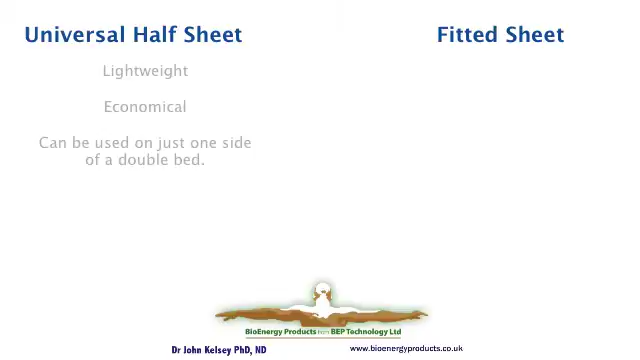 Universal Half Sheet
Lightweight
Economical
Can be used on just one side
of a double bed.
Fitted Sheet
BioEnergy Products from BEP Technology Ltd
Dr John Kelsey PhD, ND
www.bioenergyproducts.co.uk